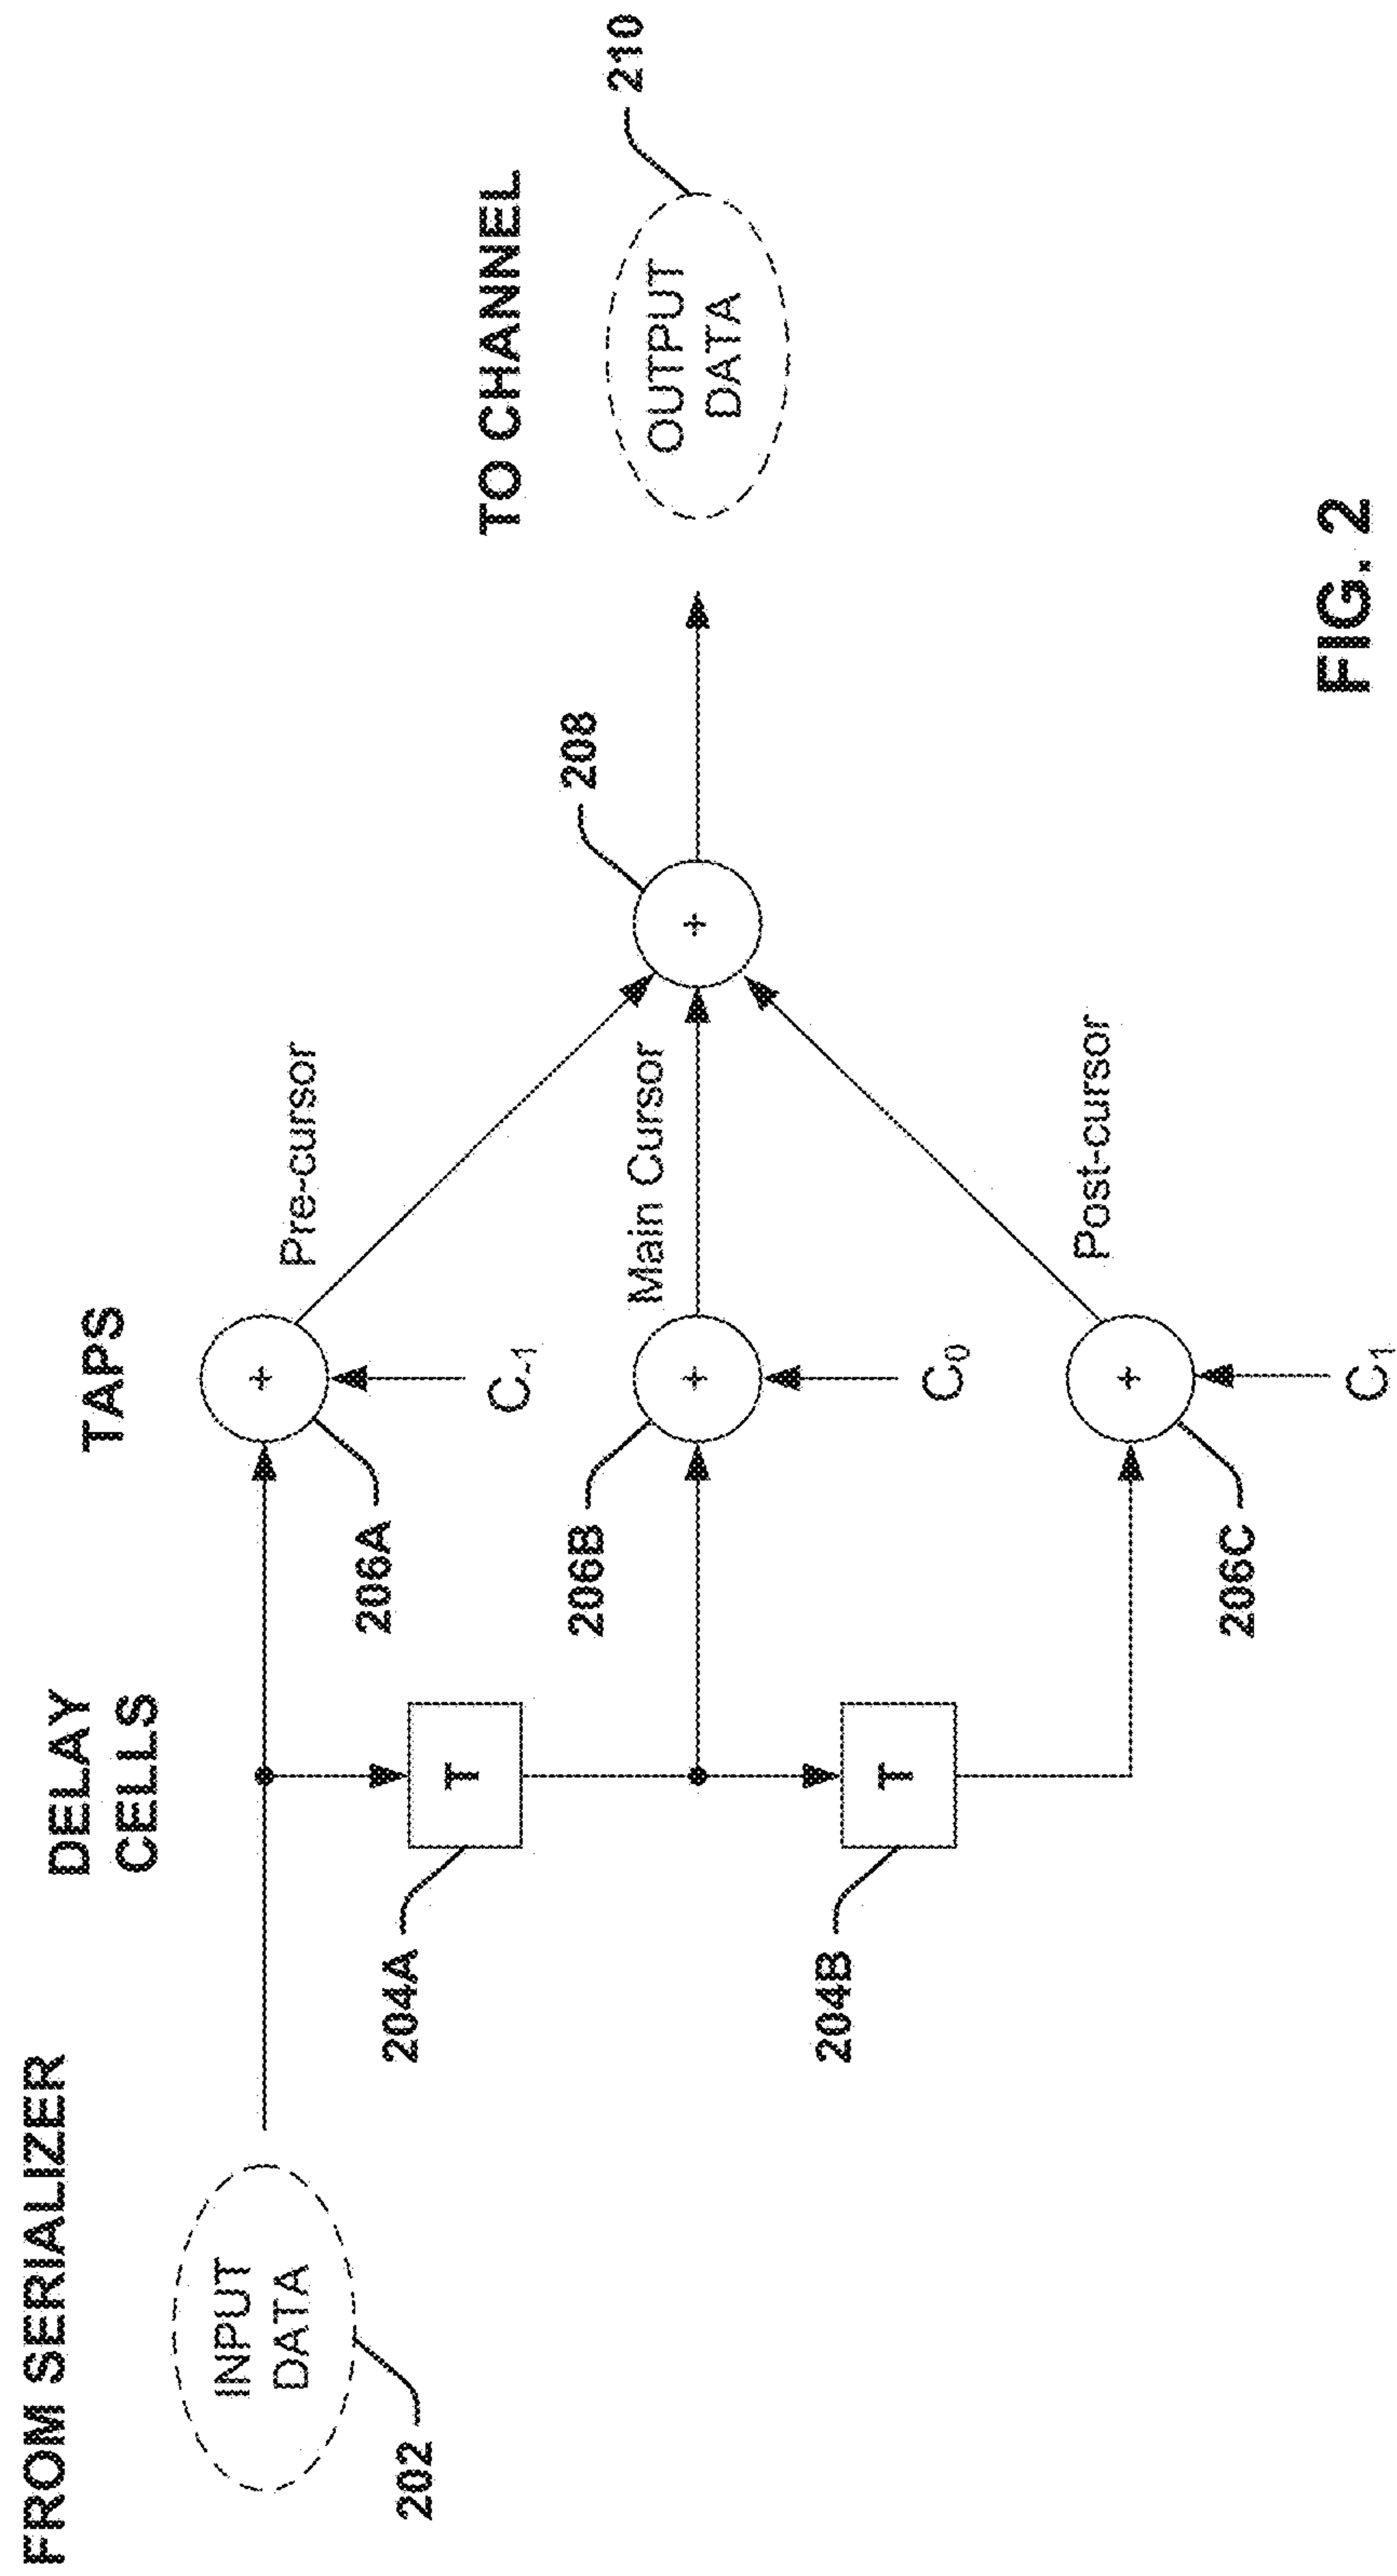 FROM SERIALIZER
DELAY
CELLS
TAPS
TO CHANNEL
INPUT
DATA
202
204A
T
204B
T
206A
+
C-1
Pre-cursor
206B
+
C0
Main Cursor
206C
+
C1
Post-cursor
208
+
OUTPUT
DATA
210
FIG. 2